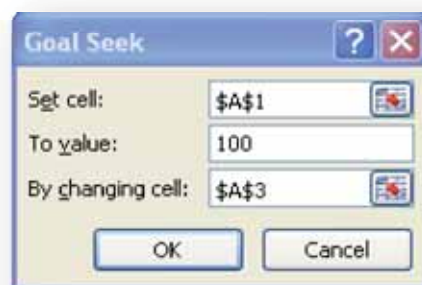 Goal Seek
Set cell: $A$1
To value: 100
By changing cell: $A$3
OK Cancel